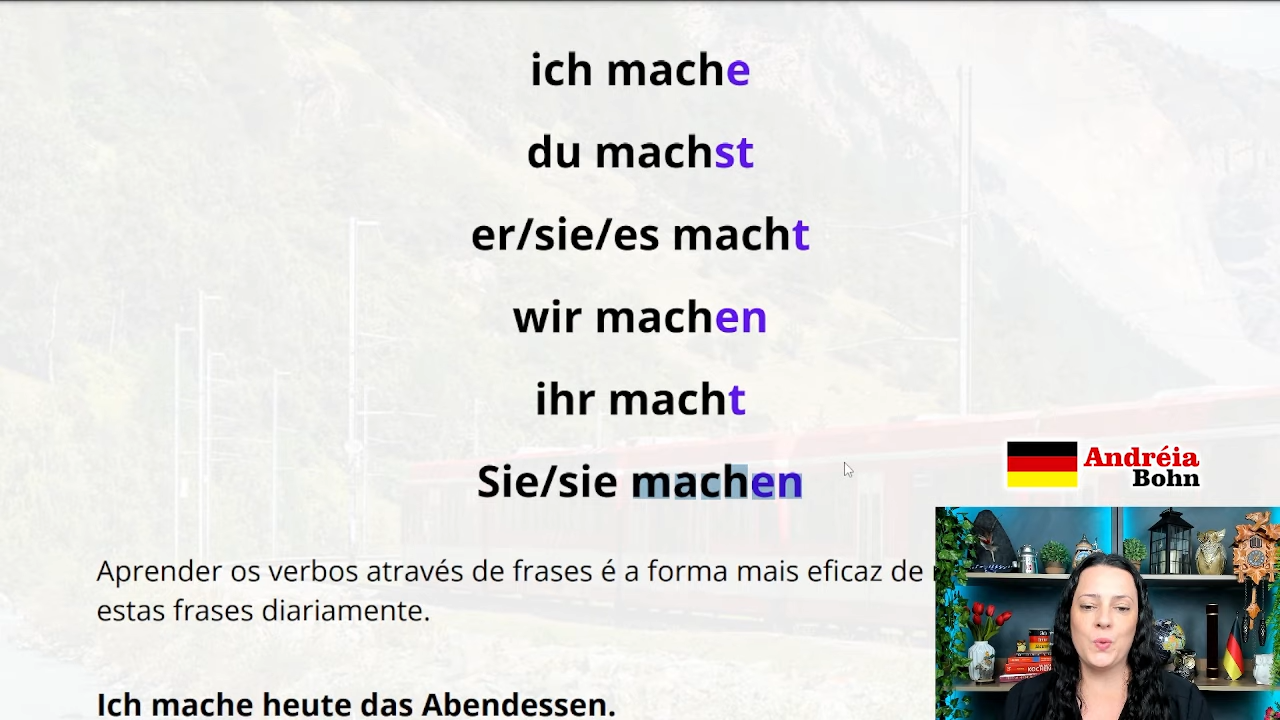 ich mache
du machst
er/sie/es macht
wir machen
ihr macht
Sie/sie machen
Andréia
Bohn
Aprender os verbos através de frases é a forma mais eficaz de
estas frases diariamente.
Ich mache heute das Abendessen.